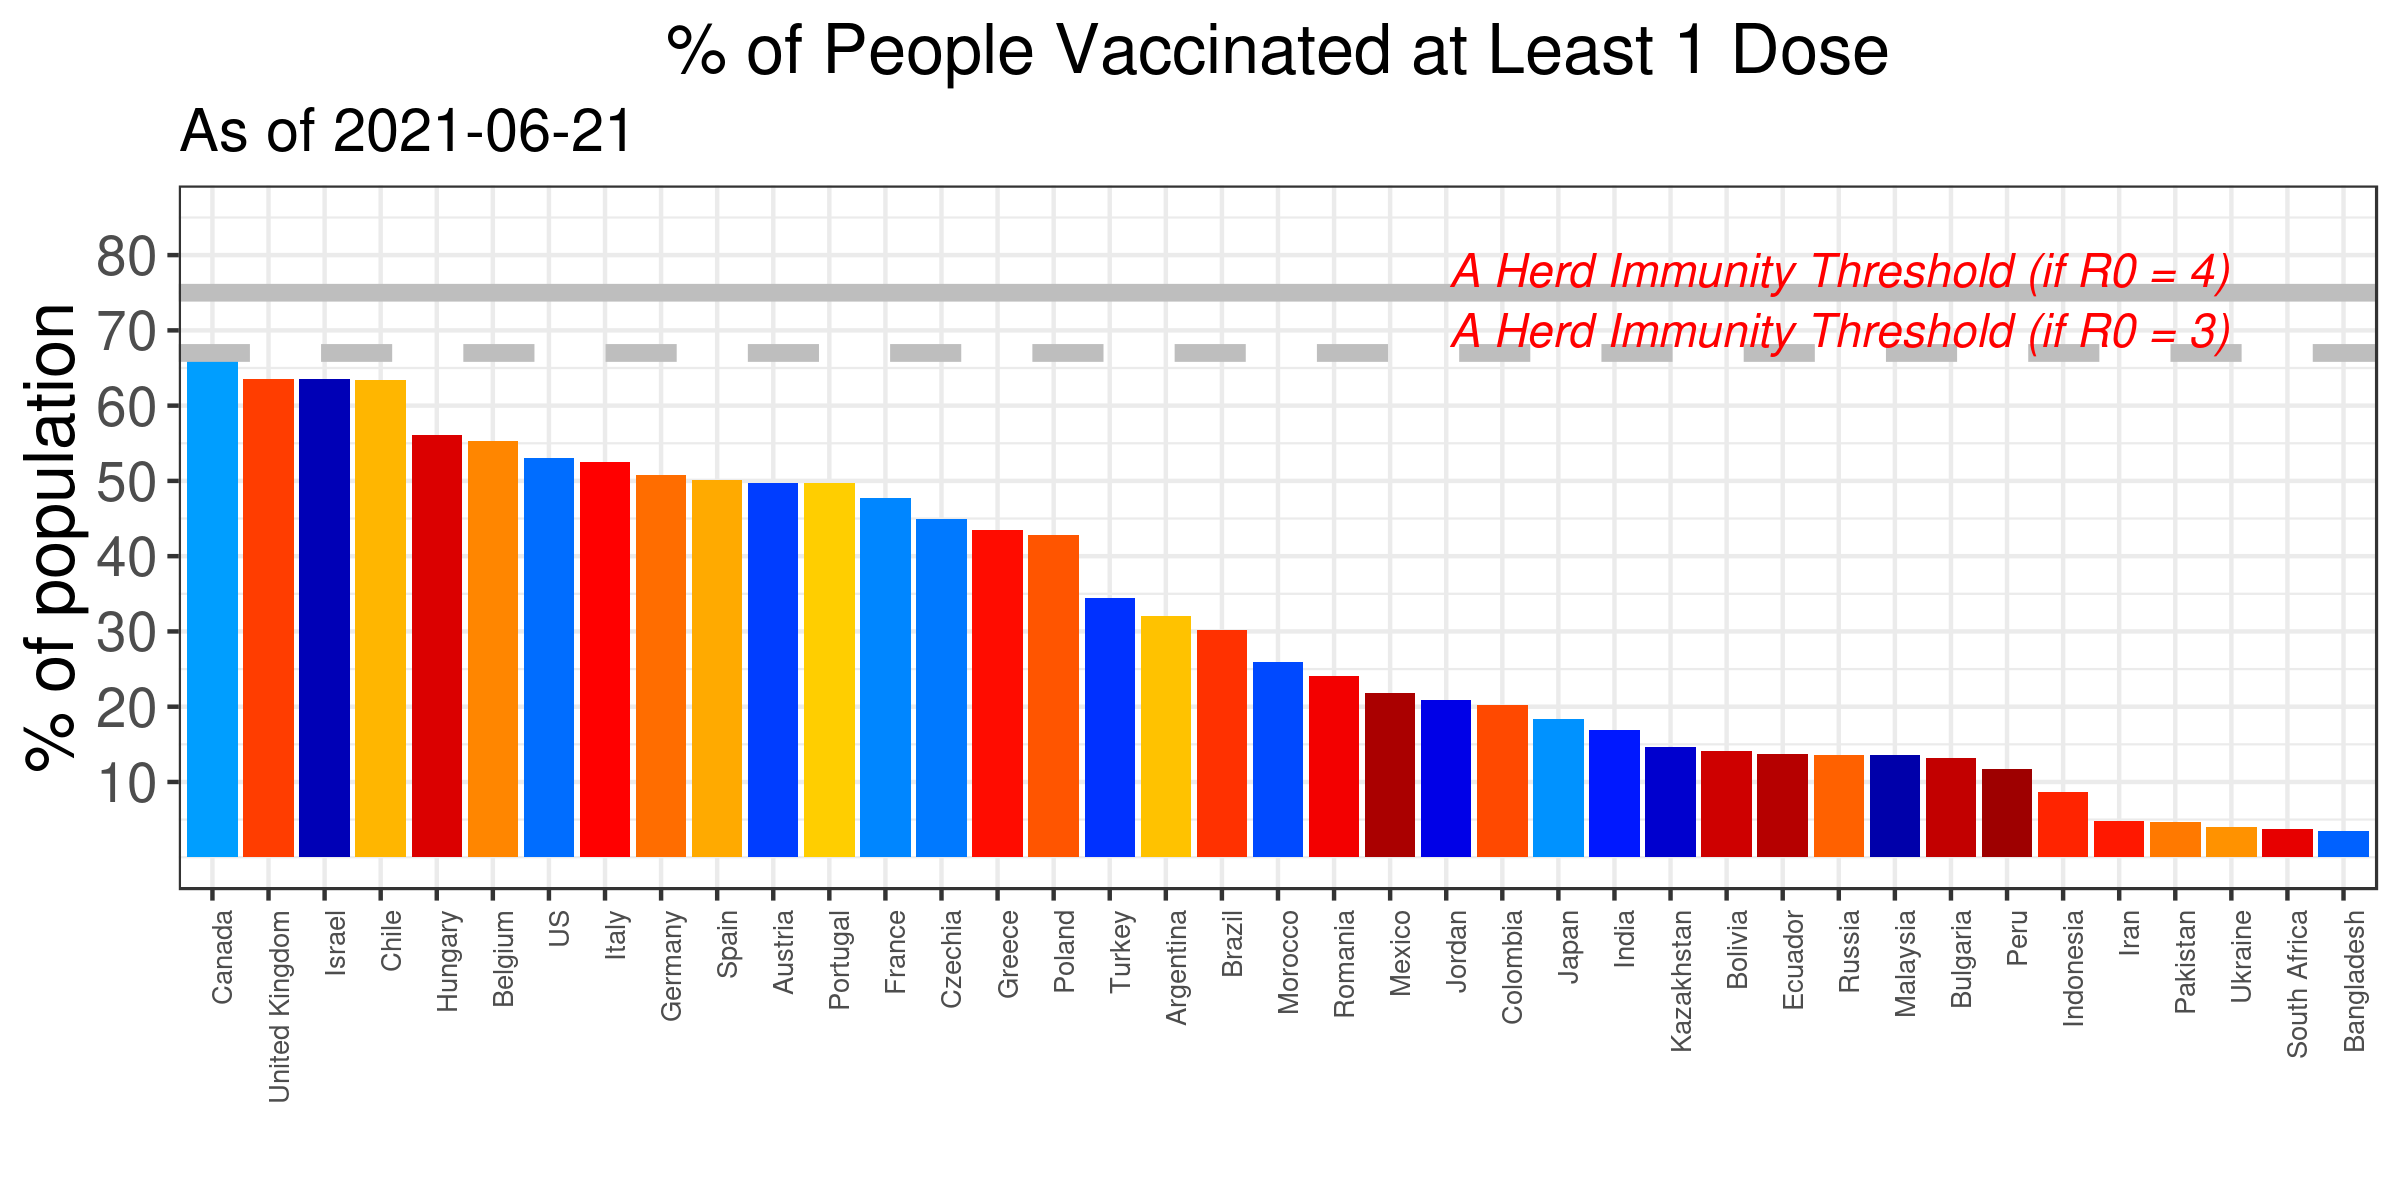 % of People Vaccinated at Least 1 Dose
As of 2021-06-21
% of population
80
70
60
50
40
30
20
10
A Herd Immunity Threshold (if R0 = 4)
A Herd Immunity Threshold (if R0 = 3)
Canada
United Kingdom
Israel
Chile
Hungary
Belgium
US
Italy
Germany
Spain
Austria
Portugal
France
Czechia
Greece
Poland
Turkey
Argentina
Brazil
Morocco
Romania
Mexico
Jordan
Colombia
Japan
India
Kazakhstan
Bolivia
Ecuador
Russia
Malaysia
Bulgaria
Peru
Indonesia
Iran
Pakistan
Ukraine
South Africa
Bangladesh